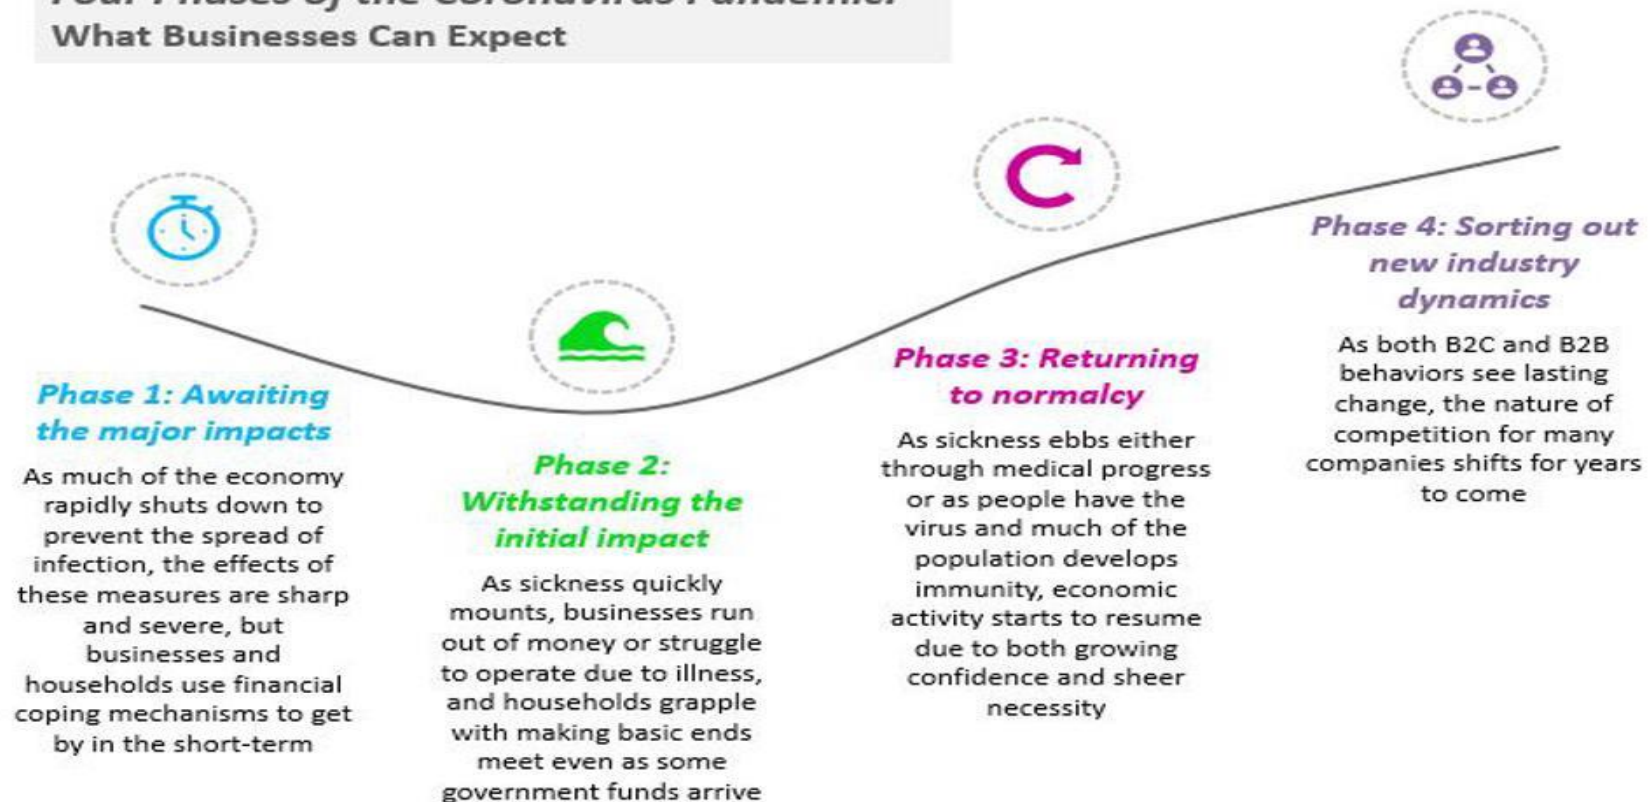 Four Phases of the Coronavirus Pandemic:
What Businesses Can Expect
Phase 1: Awaiting
the major impacts
As much of the economy
rapidly shuts down to
prevent the spread of
infection, the effects of
these measures are sharp
and severe, but
businesses and
households use financial
coping mechanisms to get
by in the short-term
Phase 2:
Withstanding the
initial impact
As sickness quickly
mounts, businesses run
out of money or struggle
to operate due to illness,
and households grapple
with making basic ends
meet even as some
government funds arrive
Phase 3: Returning
to normalcy
As sickness ebbs either
through medical progress
or as people have the
virus and much of the
population develops
immunity, economic
activity starts to resume
due to both growing
confidence and sheer
necessity
Phase 4: Sorting out
new industry
dynamics
As both B2C and B2B
behaviors see lasting
change, the nature of
competition for many
companies shifts for years
to come